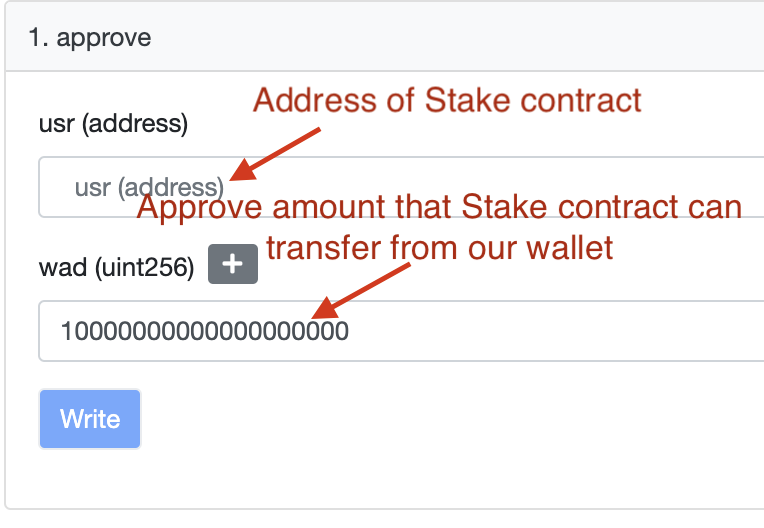 1. approve
Address of Stake contract
usr (address)
usr (address)
Approve amount that Stake contract can
transfer from our wallet
wad (uint256) +
10000000000000000000
Write